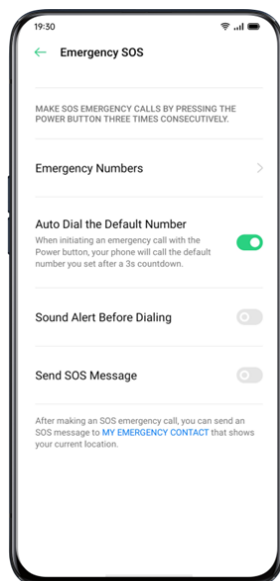 19:30
Emergency SOS
MAKE SOS EMERGENCY CALLS BY PRESSING THE
POWER BUTTON THREE TIMES CONSECUTIVELY.
Emergency Numbers
Auto Dial the Default Number
When initiating an emergency call with the
Power button, your phone will call the default
number you set after a 3s countdown.
Sound Alert Before Dialing
Send SOS Message
After making an SOS emergency call, you can send an
SOS message to MY EMERGENCY CONTACT that shows
your current location.